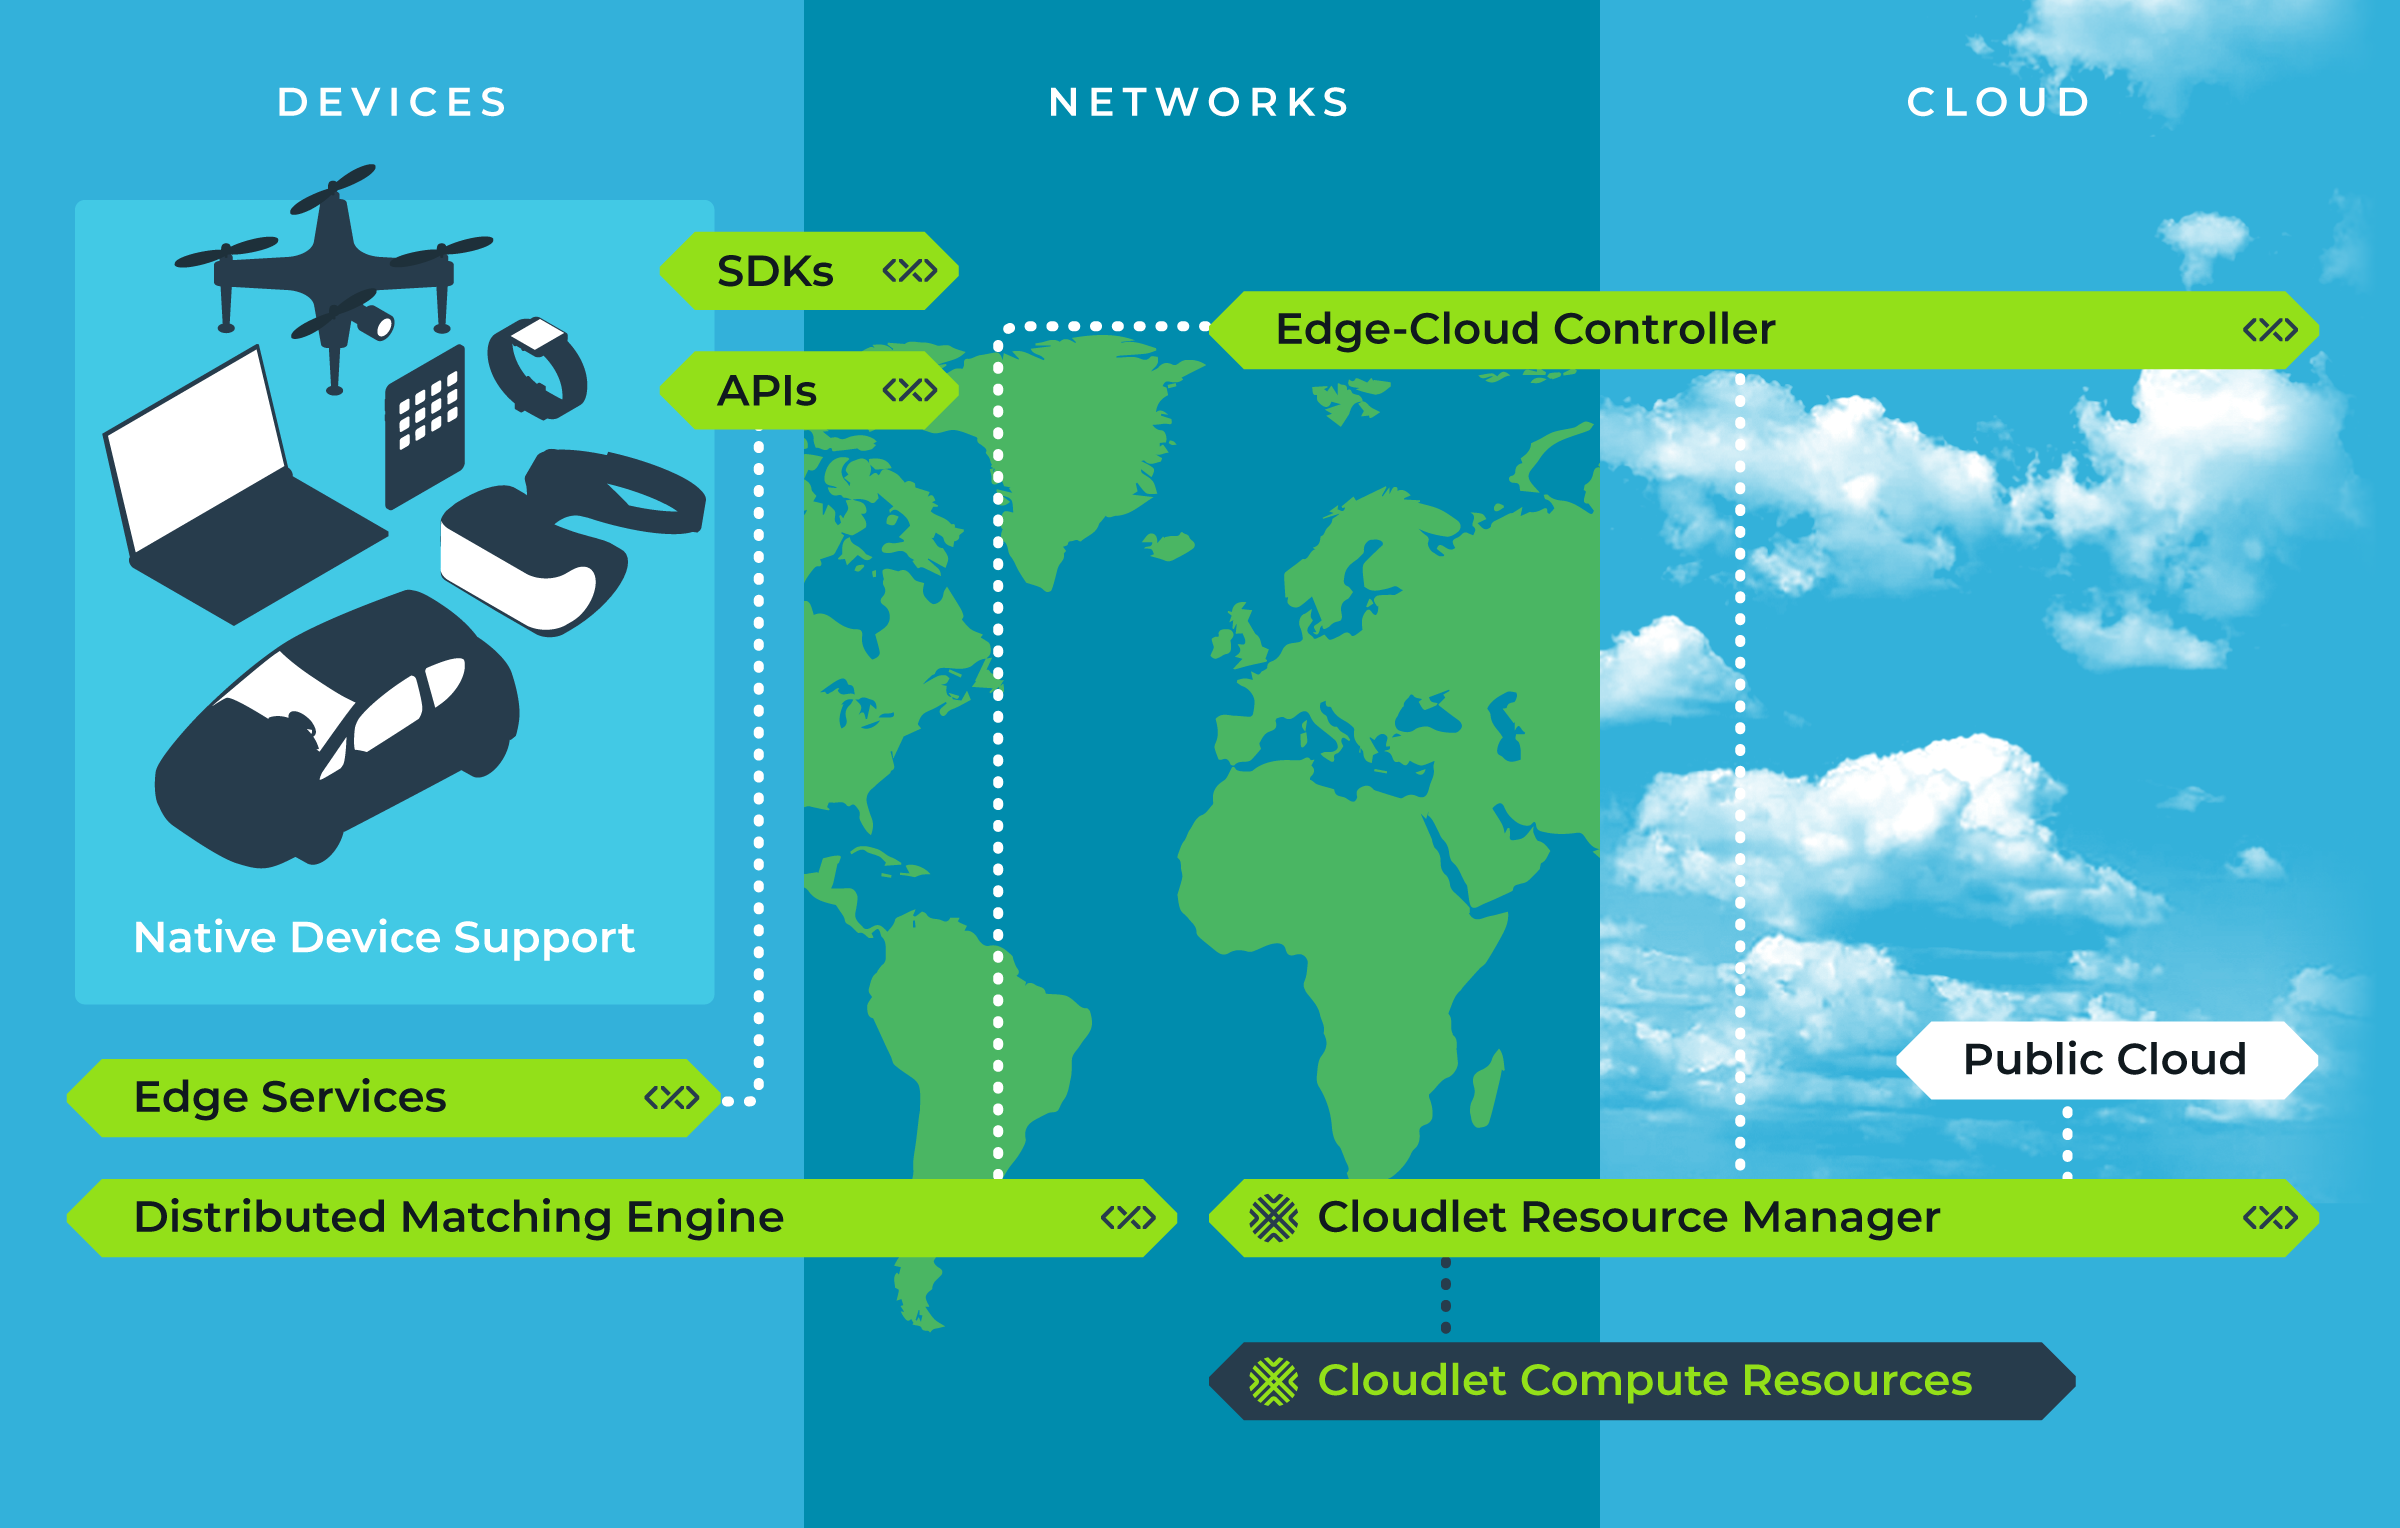 DEVICES
NETWORKS
CLOUD
SDKs
APIs
Edge-Cloud Controller
Native Device Support
Edge Services
Public Cloud
Distributed Matching Engine
Cloudlet Resource Manager
Cloudlet Compute Resources